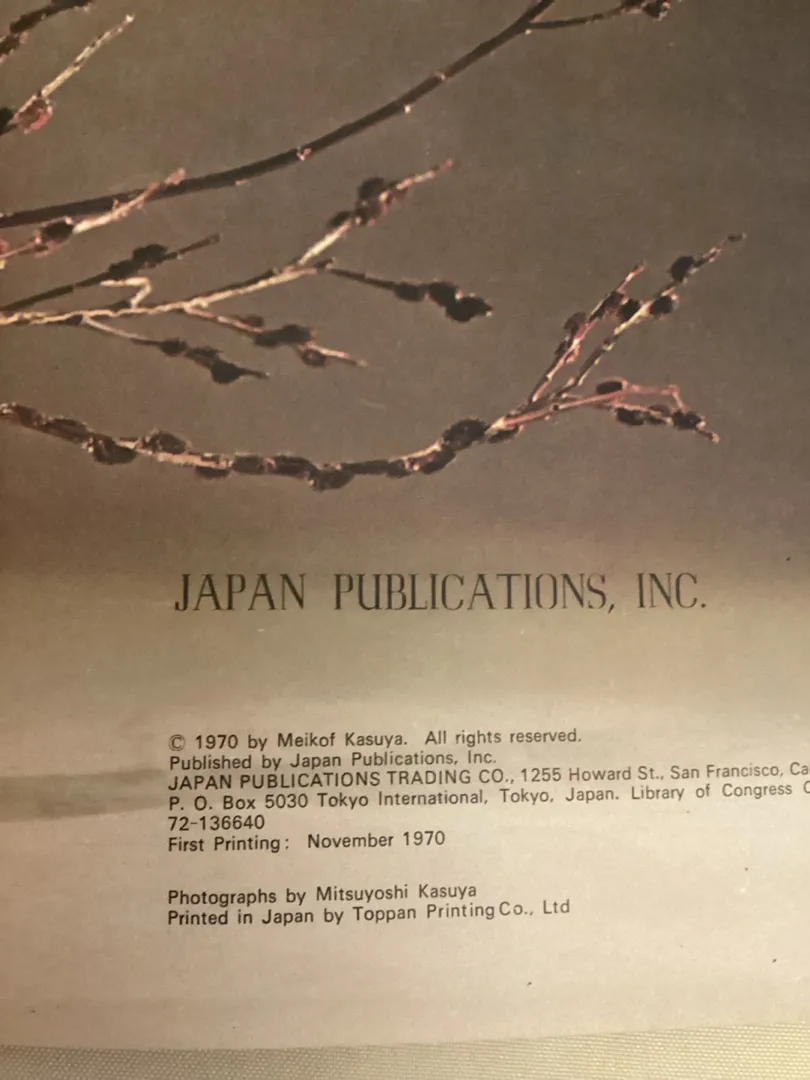 JAPAN PUBLICATIONS, INC.
© 1970 by Meikof Kasuya. All rights reserved.
Published by Japan Publications, Inc.
JAPAN PUBLICATIONS TRADING CO., 1255 Howard St., San Francisco, Ca
P. O. Box 5030 Tokyo International, Tokyo, Japan. Library of Congress C
72-136640
First Printing: November 1970
Photographs by Mitsuyoshi Kasuya
Printed in Japan by Toppan Printing Co., Ltd